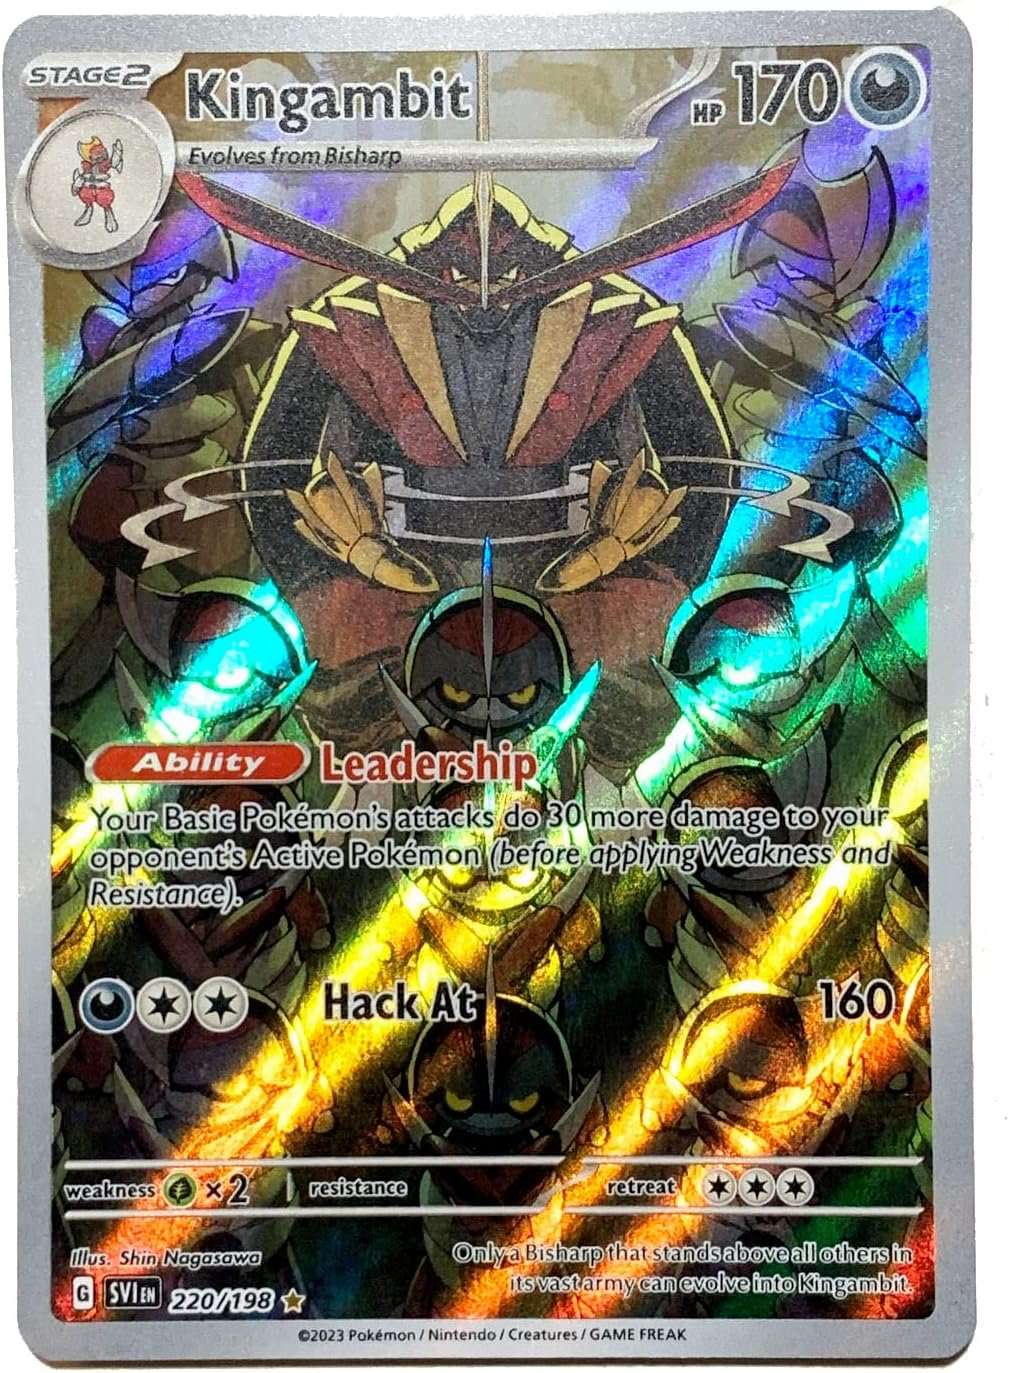 STAGE2
Kingambit
HP 170
Evolves from Bisharp
Ability Leadership
Your Basic Pokémon's attacks do 30 more damage to your
opponent's Active Pokémon (before applying Weakness and
Resistance).
Hack At 160
weakness ×2 resistance retreat
Illus. Shin Nagasawa
Only a Bisharp that stands above all others in
its vast army can evolve into Kingambit.
G SVI EN 220/198
©2023 Pokémon / Nintendo / Creatures / GAME FREAK